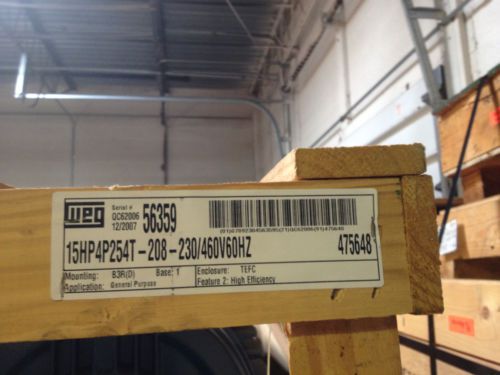 WEG
Serial #
QC62006
12/2007
56359
15HP4P254T-208-230/460V60HZ
475648
Mounting: B3R(D) Base: 1
Application: General Purpose
Enclosure: TEFC
Feature 2: High Efficiency